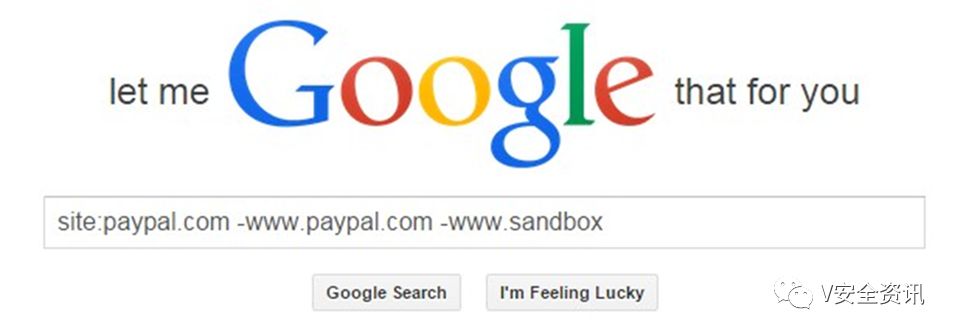 let me Google that for you
site:paypal.com -www.paypal.com -www.sandbox
Google Search I'm Feeling Lucky
V安全资讯